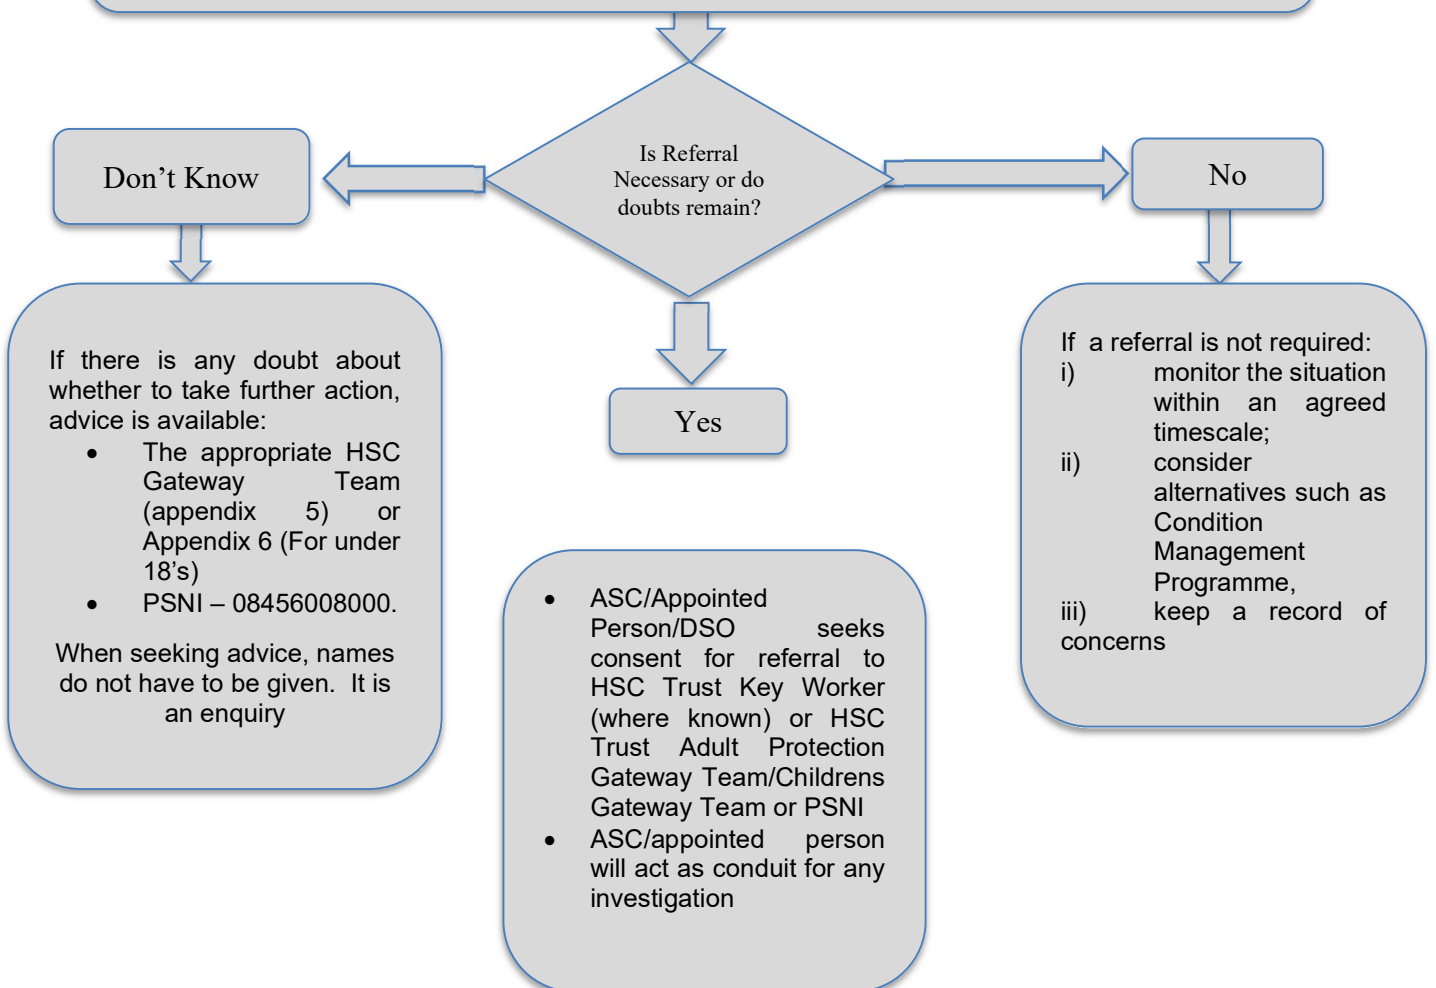 Is Referral
Necessary or do
doubts remain?
Don’t Know
No
Yes
If there is any doubt about
whether to take further action,
advice is available:
• The appropriate HSC
Gateway Team
(appendix 5) or
Appendix 6 (For under
18’s)
• PSNI – 08456008000.
When seeking advice, names
do not have to be given. It is
an enquiry
• ASC/Appointed
Person/DSO seeks
consent for referral to
HSC Trust Key Worker
(where known) or HSC
Trust Adult Protection
Gateway Team/Childrens
Gateway Team or PSNI
• ASC/appointed person
will act as conduit for any
investigation
If a referral is not required:
i) monitor the situation
within an agreed
timescale;
ii) consider
alternatives such as
Condition
Management
Programme,
iii) keep a record of
concerns